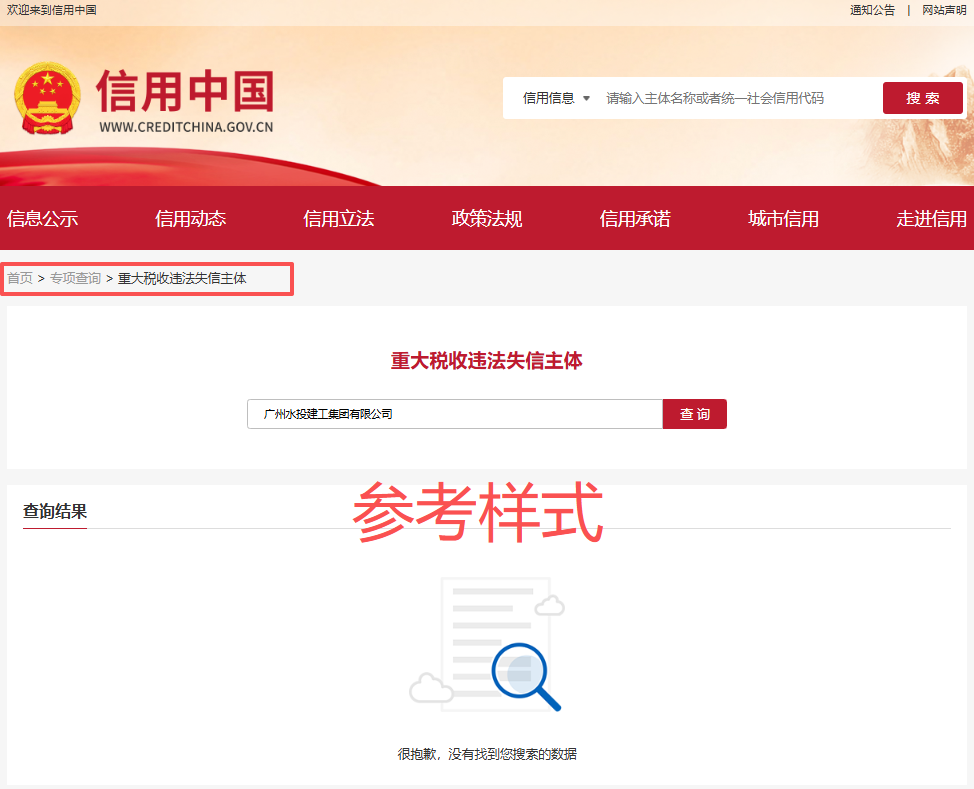 欢迎来到信用中国
通知公告 | 网站声明
信用中国
WWW.CREDITCHINA.GOV.CN
信用信息 请输入主体名称或者统一社会信用代码 搜 索
信息公示 信用动态 信用立法 政策法规 信用承诺 城市信用 走进信用
首页 > 专项查询 > 重大税收违法失信主体
重大税收违法失信主体
广州水投建工集团有限公司 查 询
查询结果
参考样式
很抱歉，没有找到您搜索的数据